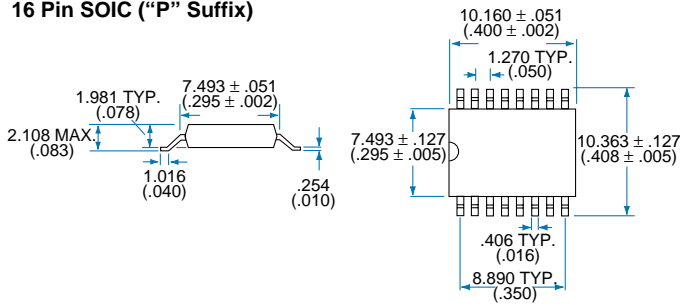 16 Pin SOIC (“P” Suffix)
10.160 ± .051
(.400 ± .002)
1.270 TYP.
(.050)
7.493 ± .051
(.295 ± .002)
1.981 TYP.
(.078)
2.108 MAX.
(.083)
7.493 ± .127
(.295 ± .005)
10.363 ± .127
(.408 ± .005)
1.016
(.040)
.254
(.010)
.406 TYP.
(.016)
8.890 TYP.
(.350)